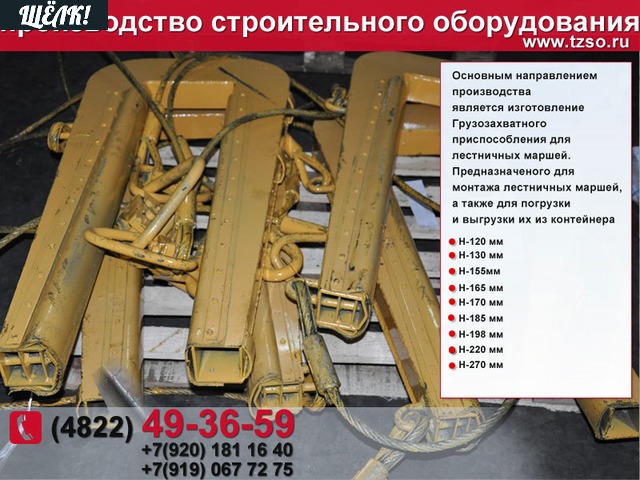 ЩЁЛК!
производство строительного оборудования
www.tzso.ru
Основным направлением
производства
является изготовление
Грузозахватного
приспособления для
лестничных маршей.
Предназначеного для
монтажа лестничных маршей,
а также для погрузки
и выгрузки их из контейнера
Н-120 мм
Н-130 мм
Н-155мм
Н-165 мм
Н-170 мм
Н-185 мм
Н-198 мм
Н-220 мм
Н-270 мм
(4822) 49-36-59
+7(920) 181 16 40
+7(919) 067 72 75